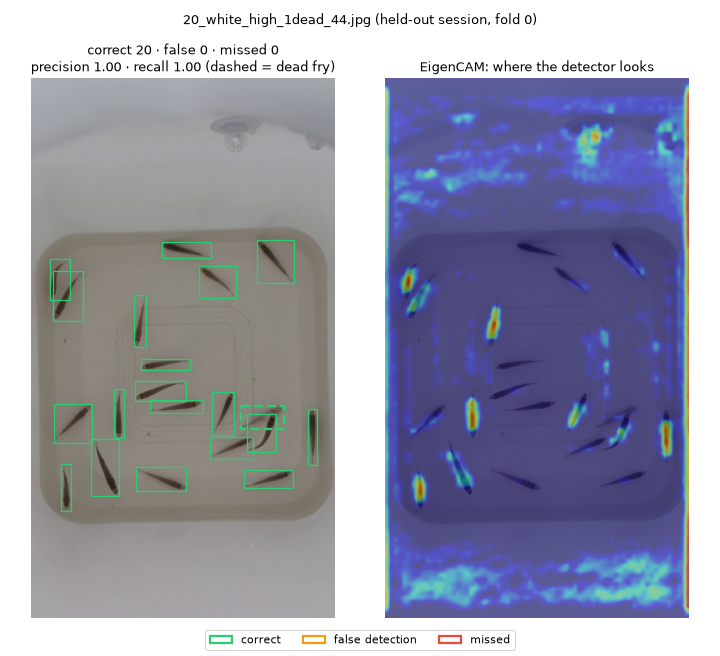 20_white_high_1dead_44.jpg (held-out session, fold 0)
correct 20 · false 0 · missed 0
precision 1.00 · recall 1.00 (dashed = dead fry)
EigenCAM: where the detector looks
correct
false detection
missed